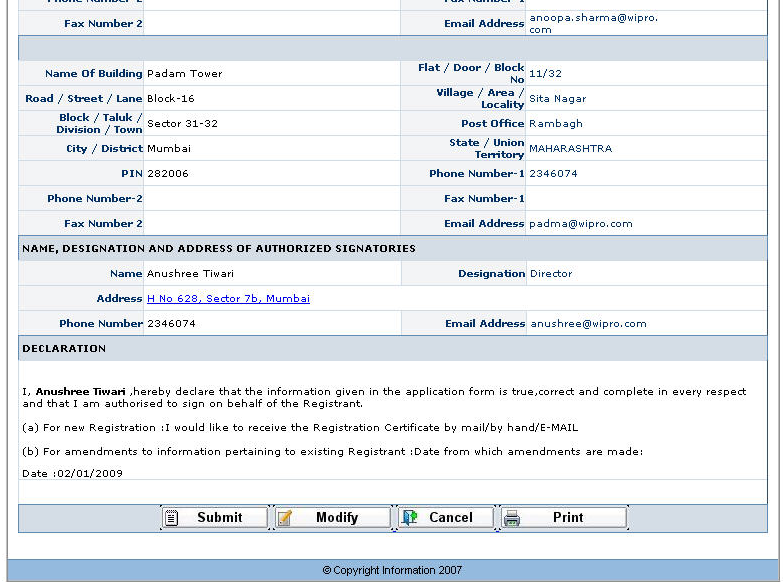 Phone Number 2 Fax Number 1
Fax Number 2 Email Address anoopa.sharma@wipro.
com
Name Of Building Padam Tower Flat / Door / Block
No 11/32
Road / Street / Lane Block-16 Village / Area /
Locality Sita Nagar
Block / Taluk /
Division / Town Sector 31-32 Post Office Rambagh
City / District Mumbai State / Union
Territory MAHARASHTRA
PIN 282006 Phone Number-1 2346074
Phone Number-2 Fax Number-1
Fax Number 2 Email Address padma@wipro.com
NAME, DESIGNATION AND ADDRESS OF AUTHORIZED SIGNATORIES
Name Anushree Tiwari Designation Director
Address H No 628, Sector 7b, Mumbai
Phone Number 2346074 Email Address anushree@wipro.com
DECLARATION
I, Anushree Tiwari ,hereby declare that the information given in the application form is true,correct and complete in every respect
and that I am authorised to sign on behalf of the Registrant.
(a) For new Registration :I would like to receive the Registration Certificate by mail/by hand/E-MAIL
(b) For amendments to information pertaining to existing Registrant :Date from which amendments are made:
Date :02/01/2009
Submit Modify Cancel Print
© Copyright Information 2007